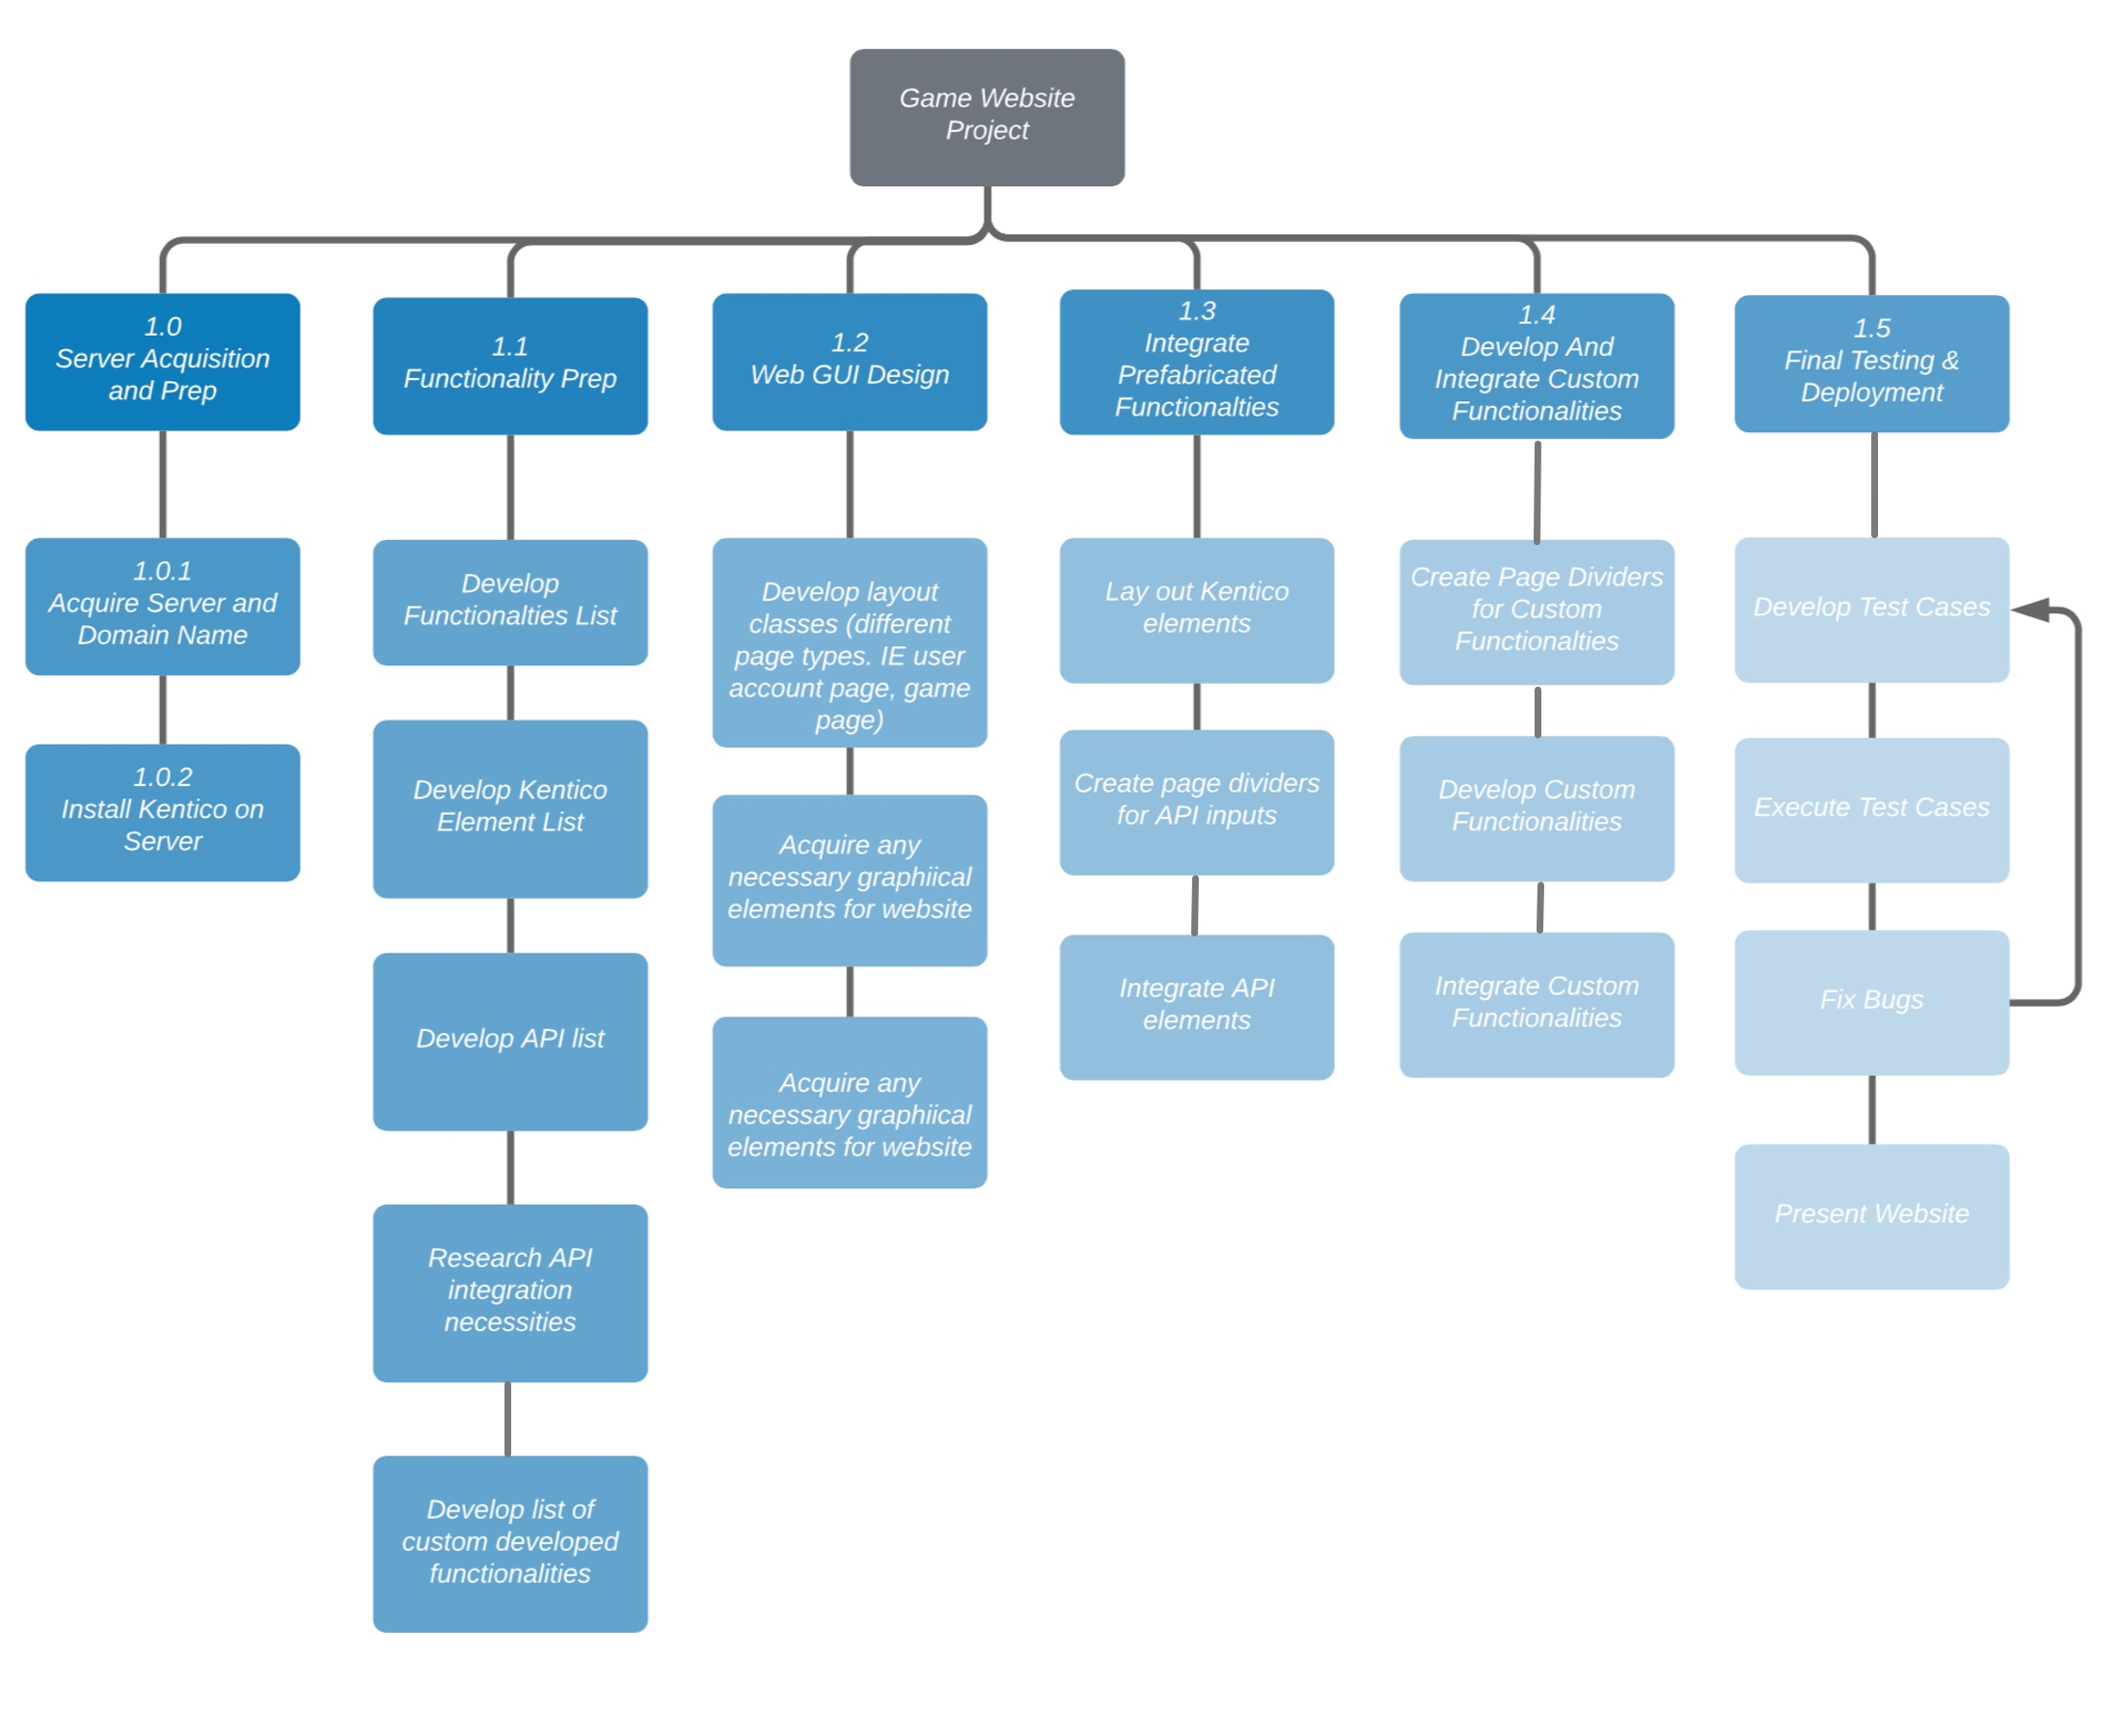 Game Website
Project
1.0
Server Acquisition
and Prep
1.1
Functionality Prep
1.2
Web GUI Design
1.3
Integrate
Prefabricated
Functionalties
1.4
Develop And
Integrate Custom
Functionalities
1.5
Final Testing &
Deployment
1.0.1
Acquire Server and
Domain Name
1.0.2
Install Kentico on
Server
Develop
Functionalties List
Develop Kentico
Element List
Develop API list
Research API
integration
necessities
Develop list of
custom developed
functionalities
Develop layout
classes (different
page types. IE user
account page, game
page)
Acquire any
necessary graphiical
elements for website
Acquire any
necessary graphiical
elements for website
Lay out Kentico
elements
Create page dividers
for API inputs
Integrate API
elements
Create Page Dividers
for Custom
Functionalties
Develop Custom
Functionalities
Integrate Custom
Functionalities
Develop Test Cases
Execute Test Cases
Fix Bugs
Present Website